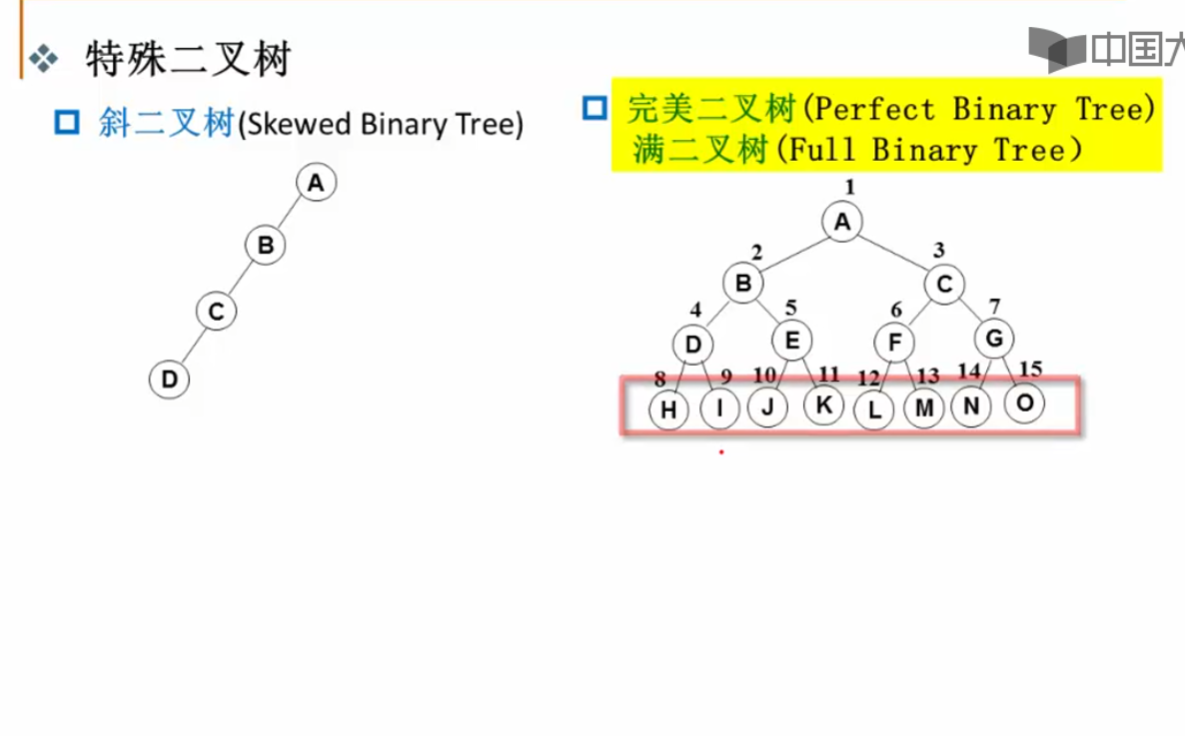 特殊二叉树
中国大
斜二叉树(Skewed Binary Tree)
A
B
C
D
完美二叉树(Perfect Binary Tree)
满二叉树(Full Binary Tree)
1
A
2 3
B C
4 5 6 7
D E F G
8 9 10 11 12 13 14 15
H I J K L M N O